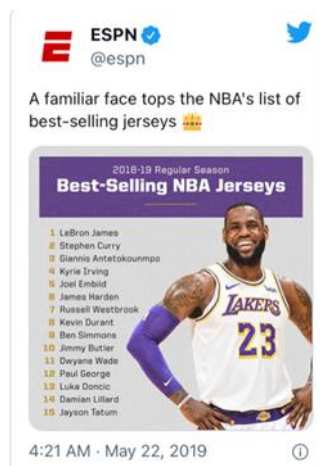 ESPN
@espn
A familiar face tops the NBA's list of
best-selling jerseys
2018-19 Regular Season
Best-Selling NBA Jerseys
1 LeBron James
2 Stephen Curry
3 Giannis Antetokounmpo
4 Kyrie Irving
5 Joel Embiid
6 James Harden
7 Russell Westbrook
8 Kevin Durant
9 Ben Simmons
10 Jimmy Butler
11 Dwyane Wade
12 Paul George
13 Luka Doncic
14 Damian Lillard
15 Jayson Tatum
LAKERS
23
4:21 AM · May 22, 2019